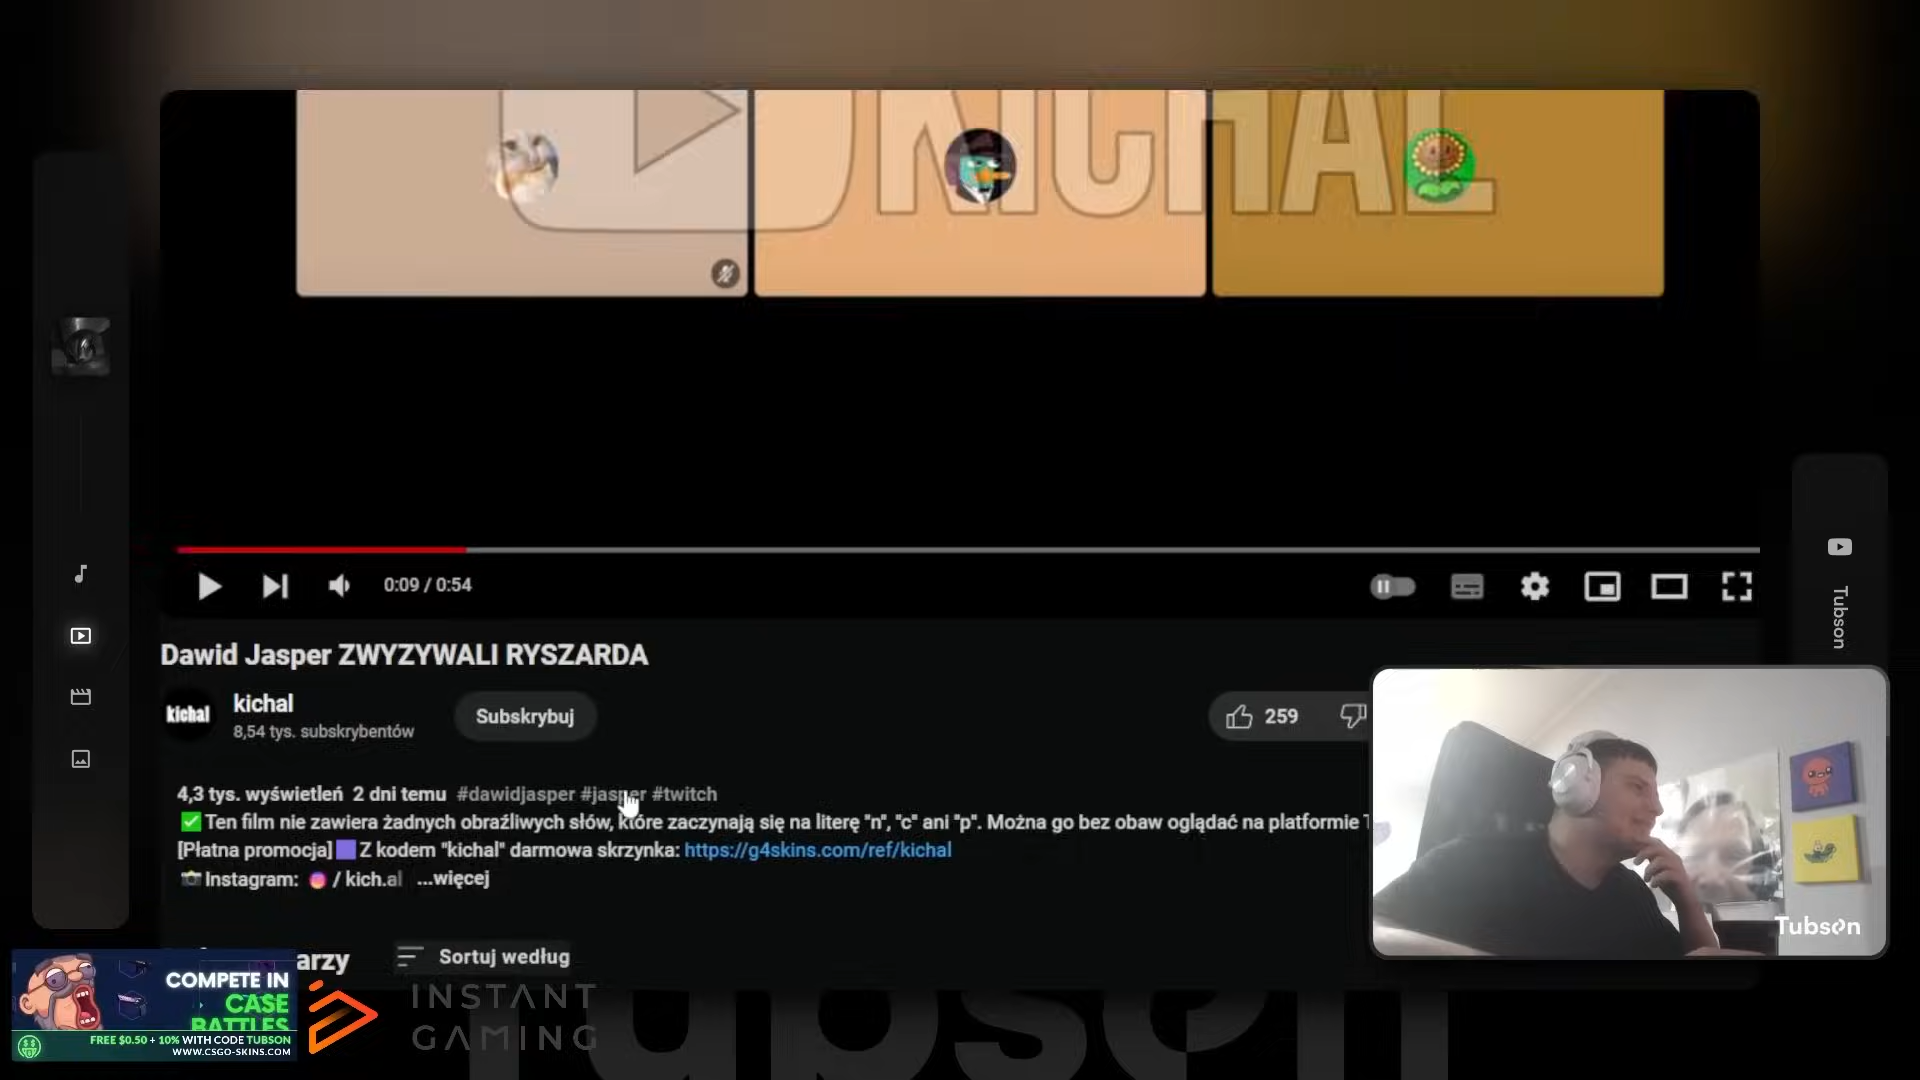 KICHAL
0:09 / 0:54
Dawid Jasper ZWYZYWALI RYSZARDA
kichal
kichal
8,54 tys. subskrybentów
Subskrybuj
259
4,3 tys. wyświetleń 2 dni temu #dawidjasper #jasper #twitch
✅ Ten film nie zawiera żadnych obraźliwych słów, które zaczynają się na literę "n", "c" ani "p". Można go bez obaw oglądać na platformie
[Płatna promocja] Z kodem "kichal" darmowa skrzynka: https://g4skins.com/ref/kichal
Instagram: / kich.al ...więcej
arzy
Sortuj według
Tubson
Tubson
COMPETE IN
CASE
BATTLES
FREE $0.50 + 10% WITH CODE TUBSON
WWW.CSGO-SKINS.COM
INSTANT
GAMING
Tubson